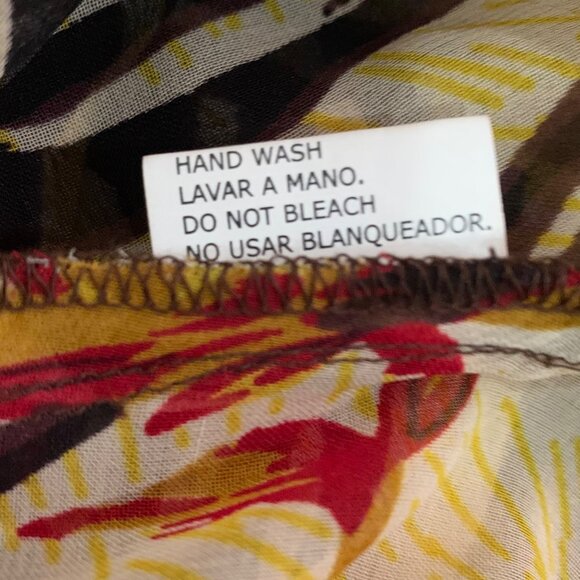 HAND WASH
LAVAR A MANO.
DO NOT BLEACH
NO USAR BLANQUEADOR.